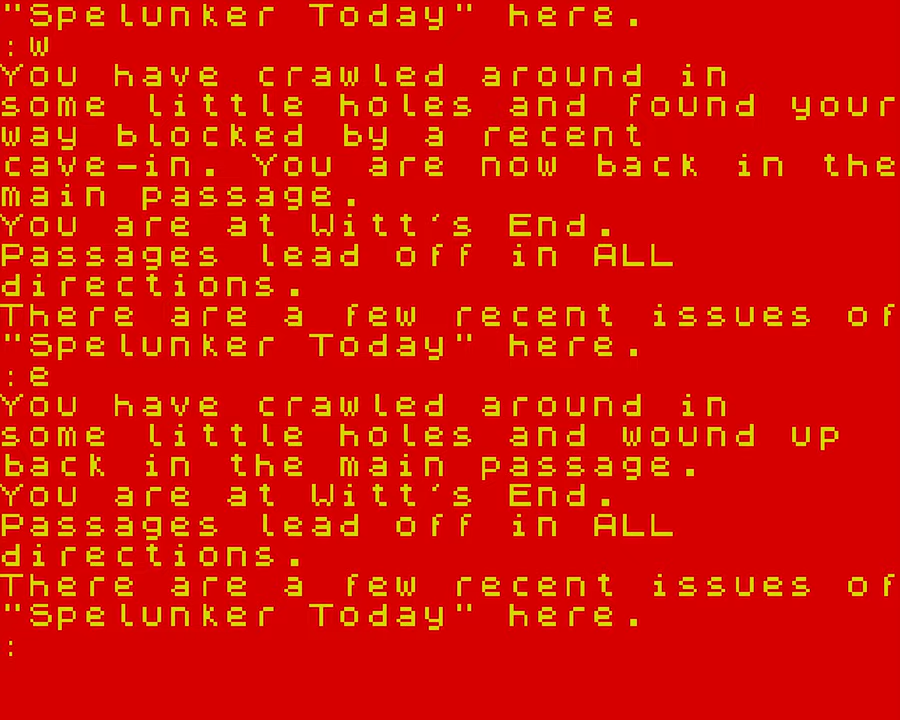 "Spelunker Today" here.
:w
You have crawled around in
some little holes and found your
way blocked by a recent
cave-in. You are now back in the
main passage.
You are at Witt's End.
Passages lead off in ALL
directions.
There are a few recent issues of
"Spelunker Today" here.
:e
You have crawled around in
some little holes and wound up
back in the main passage.
You are at Witt's End.
Passages lead off in ALL
directions.
There are a few recent issues of
"Spelunker Today" here.
: